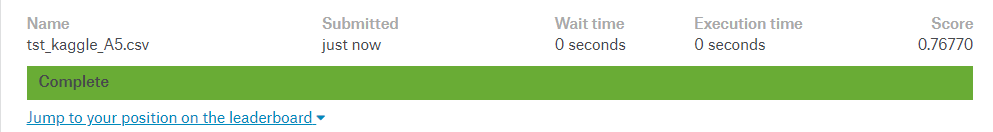 Name Submitted Wait time Execution time Score
tst_kaggle_A5.csv just now 0 seconds 0 seconds 0.76770
Complete
Jump to your position on the leaderboard